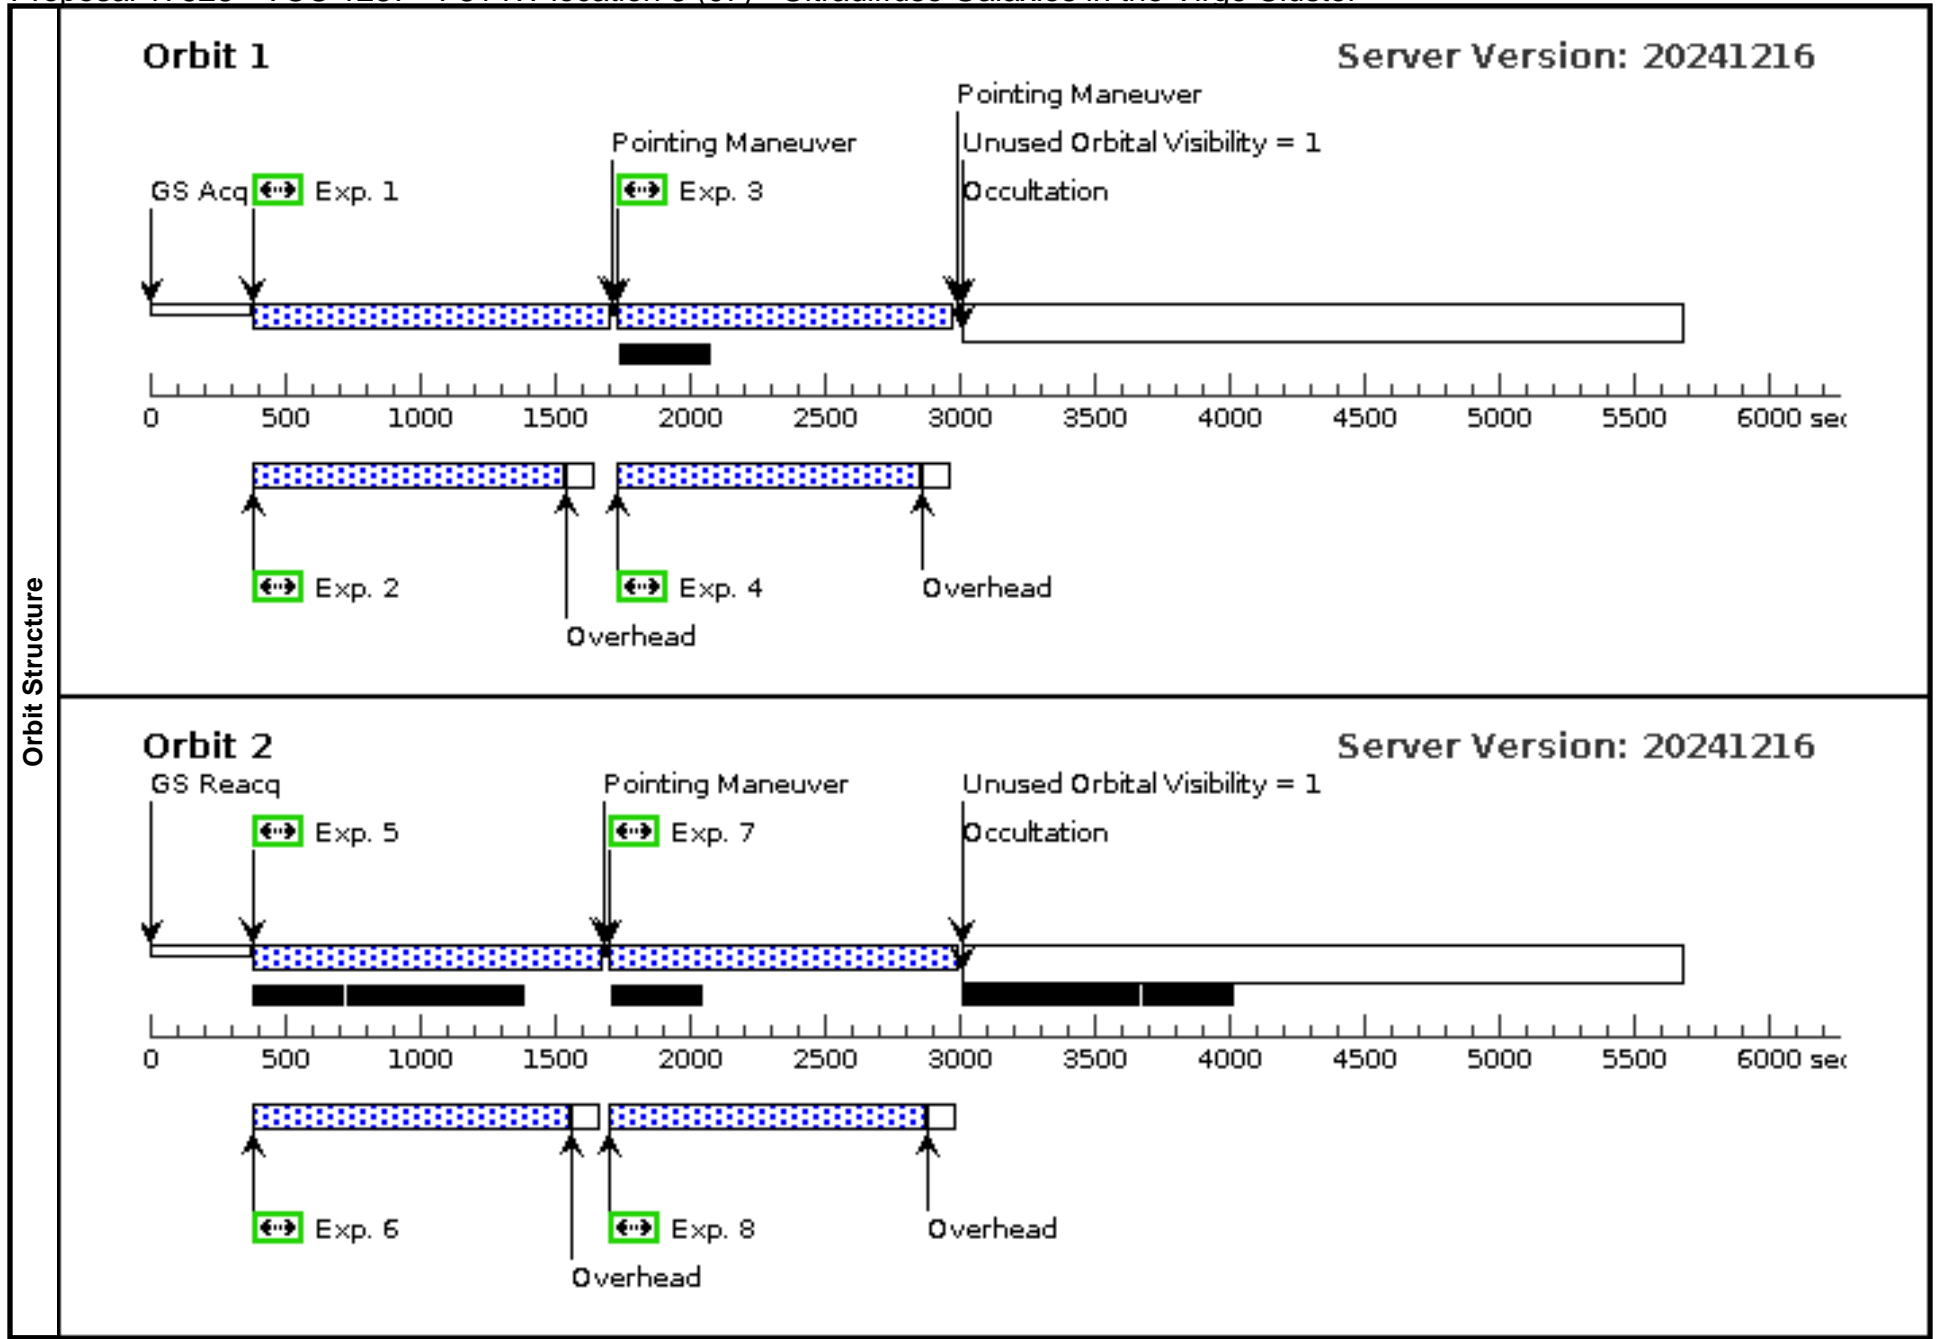 Orbit Structure
Orbit 1
Server Version: 20241216
Pointing Maneuver
Pointing Maneuver
Unused Orbital Visibility = 1
GS Acq
Exp. 1
Exp. 3
Occultation
0 500 1000 1500 2000 2500 3000 3500 4000 4500 5000 5500 6000 sec
Exp. 2
Exp. 4
Overhead
Overhead
Orbit 2
Server Version: 20241216
GS Reacq
Pointing Maneuver
Unused Orbital Visibility = 1
Exp. 5
Exp. 7
Occultation
0 500 1000 1500 2000 2500 3000 3500 4000 4500 5000 5500 6000 sec
Exp. 6
Exp. 8
Overhead
Overhead